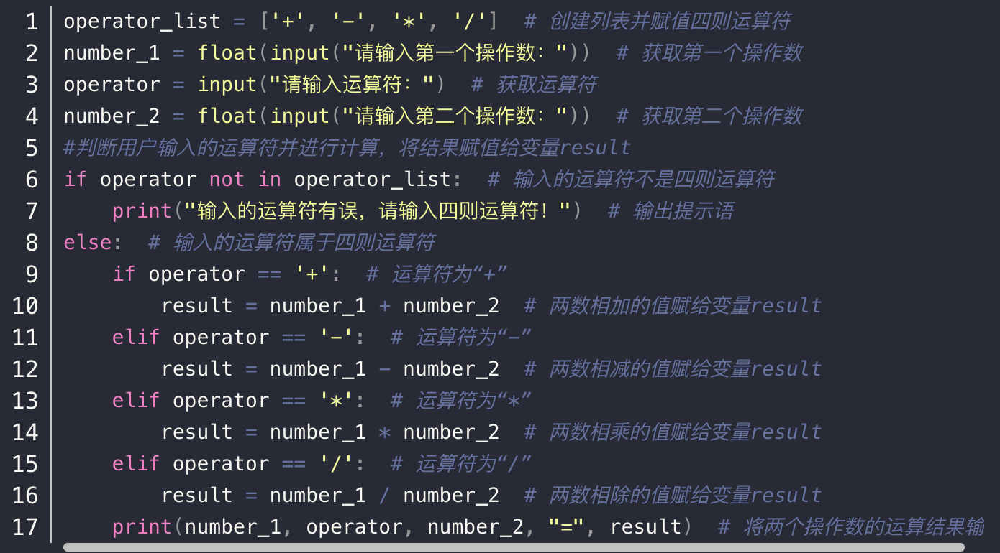 1 operator_list = ['+', '-', '*', '/']  # 创建列表并赋值四则运算符
2 number_1 = float(input("请输入第一个操作数："))  # 获取第一个操作数
3 operator = input("请输入运算符：")  # 获取运算符
4 number_2 = float(input("请输入第二个操作数："))  # 获取第二个操作数
5 #判断用户输入的运算符并进行计算，将结果赋值给变量result
6 if operator not in operator_list:  # 输入的运算符不是四则运算符
7     print("输入的运算符有误，请输入四则运算符！")  # 输出提示语
8 else:  # 输入的运算符属于四则运算符
9     if operator == '+':  # 运算符为“+”
10         result = number_1 + number_2  # 两数相加的值赋给变量result
11     elif operator == '-':  # 运算符为“-”
12         result = number_1 - number_2  # 两数相减的值赋给变量result
13     elif operator == '*':  # 运算符为“*”
14         result = number_1 * number_2  # 两数相乘的值赋给变量result
15     elif operator == '/':  # 运算符为“/”
16         result = number_1 / number_2  # 两数相除的值赋给变量result
17     print(number_1, operator, number_2, "=", result)  # 将两个操作数的运算结果输